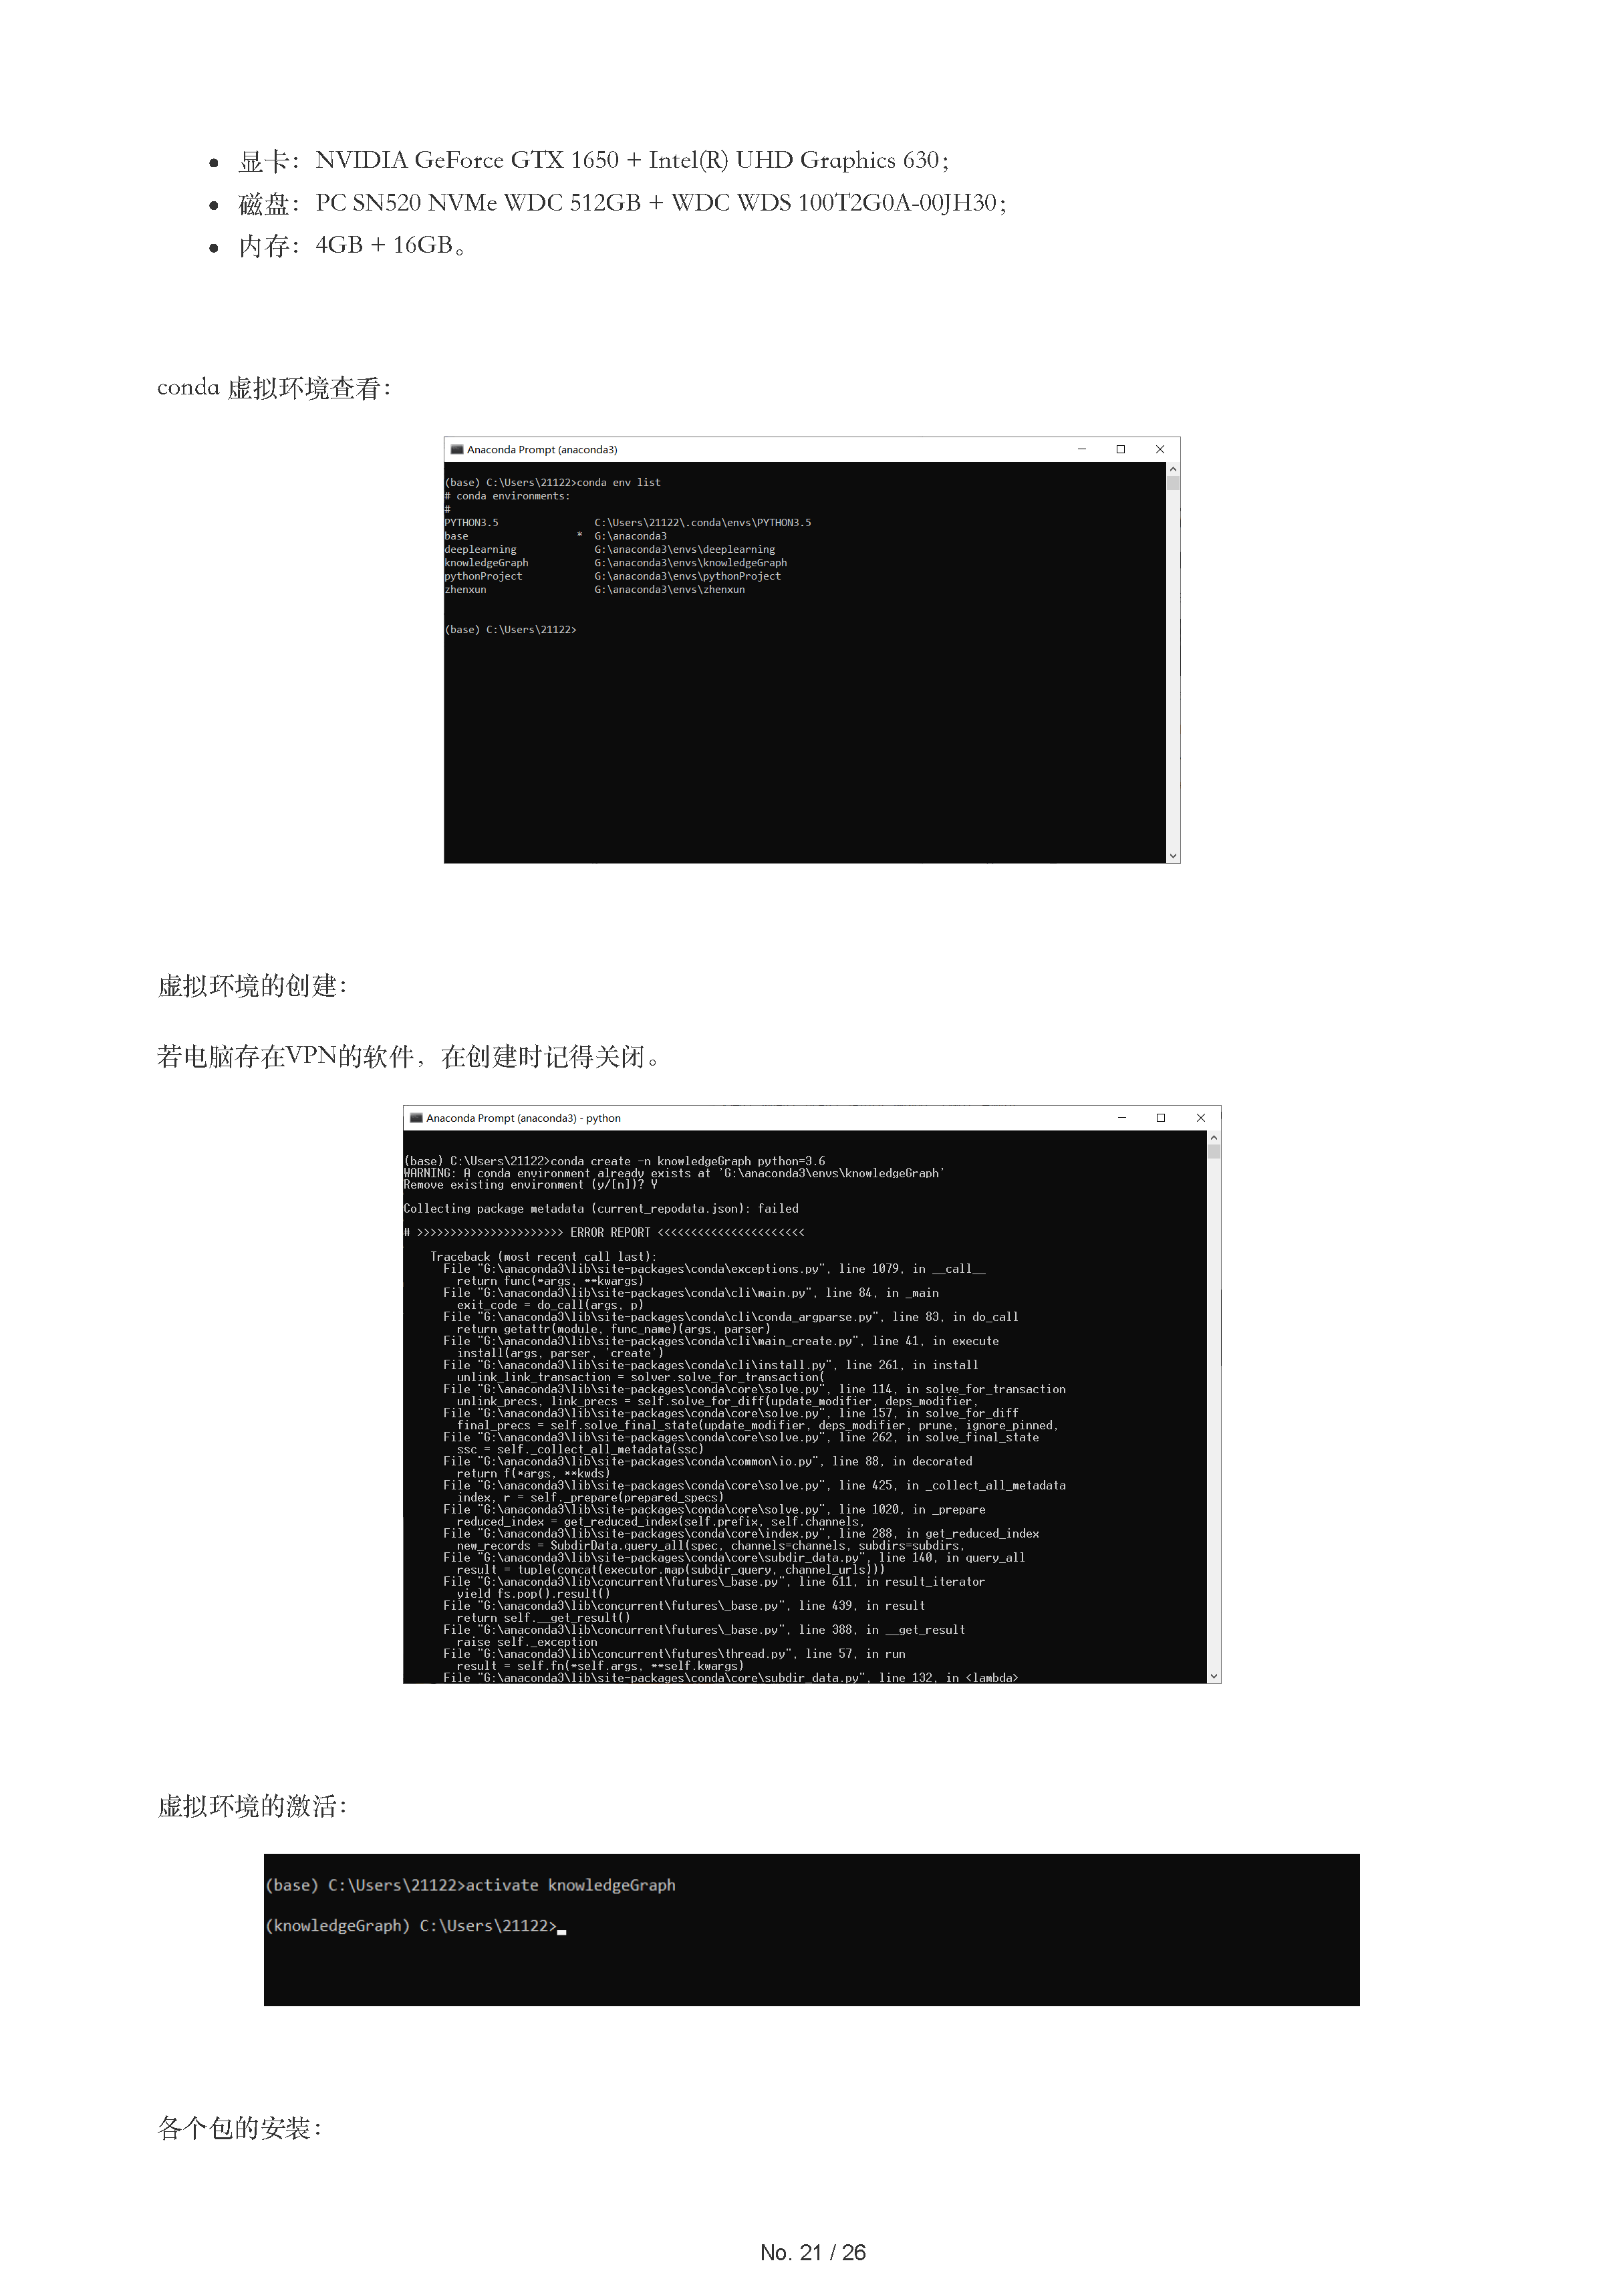 • 显卡：NVIDIA GeForce GTX 1650 + Intel(R) UHD Graphics 630；
• 磁盘：PC SN520 NVMe WDC 512GB + WDC WDS 100T2G0A-00JH30；
• 内存：4GB + 16GB。
conda 虚拟环境查看：
Anaconda Prompt (anaconda3)
(base) C:\Users\21122>conda env list
# conda environments:
#
PYTHON3.5                C:\Users\21122\.conda\envs\PYTHON3.5
base                  *  G:\anaconda3
deeplearning             G:\anaconda3\envs\deeplearning
knowledgeGraph           G:\anaconda3\envs\knowledgeGraph
pythonProject            G:\anaconda3\envs\pythonProject
zhenxun                  G:\anaconda3\envs\zhenxun
(base) C:\Users\21122>
虚拟环境的创建：
若电脑存在VPN的软件，在创建时记得关闭。
Anaconda Prompt (anaconda3) - python
(base) C:\Users\21122>conda create -n knowledgeGraph python=3.6
WARNING: A conda environment already exists at 'G:\anaconda3\envs\knowledgeGraph'
Remove existing environment (y/[n])? Y
Collecting package metadata (current_repodata.json): failed
# >>>>>>>>>>>>>>>>>>>>>> ERROR REPORT <<<<<<<<<<<<<<<<<<<<<<
Traceback (most recent call last):
File "G:\anaconda3\lib\site-packages\conda\exceptions.py", line 1079, in __call__
return func(*args, **kwargs)
File "G:\anaconda3\lib\site-packages\conda\cli\main.py", line 84, in _main
exit_code = do_call(args, p)
File "G:\anaconda3\lib\site-packages\conda\cli\conda_argparse.py", line 83, in do_call
return getattr(module, func_name)(args, parser)
File "G:\anaconda3\lib\site-packages\conda\cli\main_create.py", line 41, in execute
install(args, parser, 'create')
File "G:\anaconda3\lib\site-packages\conda\cli\install.py", line 261, in install
unlink_link_transaction = solver.solve_for_transaction(
File "G:\anaconda3\lib\site-packages\conda\core\solve.py", line 114, in solve_for_transaction
unlink_precs, link_precs = self.solve_for_diff(update_modifier, deps_modifier,
File "G:\anaconda3\lib\site-packages\conda\core\solve.py", line 157, in solve_for_diff
final_precs = self.solve_final_state(update_modifier, deps_modifier, prune, ignore_pinned,
File "G:\anaconda3\lib\site-packages\conda\core\solve.py", line 262, in solve_final_state
ssc = self._collect_all_metadata(ssc)
File "G:\anaconda3\lib\site-packages\conda\common\io.py", line 88, in decorated
return f(*args, **kwds)
File "G:\anaconda3\lib\site-packages\conda\core\solve.py", line 425, in _collect_all_metadata
index, r = self._prepare(prepared_specs)
File "G:\anaconda3\lib\site-packages\conda\core\solve.py", line 1020, in _prepare
reduced_index = get_reduced_index(self.prefix, self.channels,
File "G:\anaconda3\lib\site-packages\conda\core\index.py", line 288, in get_reduced_index
new_records = SubdirData.query_all(spec, channels=channels, subdirs=subdirs,
File "G:\anaconda3\lib\site-packages\conda\core\subdir_data.py", line 140, in query_all
result = tuple(concat(executor.map(subdir_query, channel_urls)))
File "G:\anaconda3\lib\concurrent\futures\_base.py", line 611, in result_iterator
yield fs.pop().result()
File "G:\anaconda3\lib\concurrent\futures\_base.py", line 439, in result
return self.__get_result()
File "G:\anaconda3\lib\concurrent\futures\_base.py", line 388, in __get_result
raise self._exception
File "G:\anaconda3\lib\concurrent\futures\thread.py", line 57, in run
result = self.fn(*self.args, **self.kwargs)
File "G:\anaconda3\lib\site-packages\conda\core\subdir_data.py", line 132, in <lambda>
虚拟环境的激活：
(base) C:\Users\21122>activate knowledgeGraph
(knowledgeGraph) C:\Users\21122>
各个包的安装：
No. 21 / 26